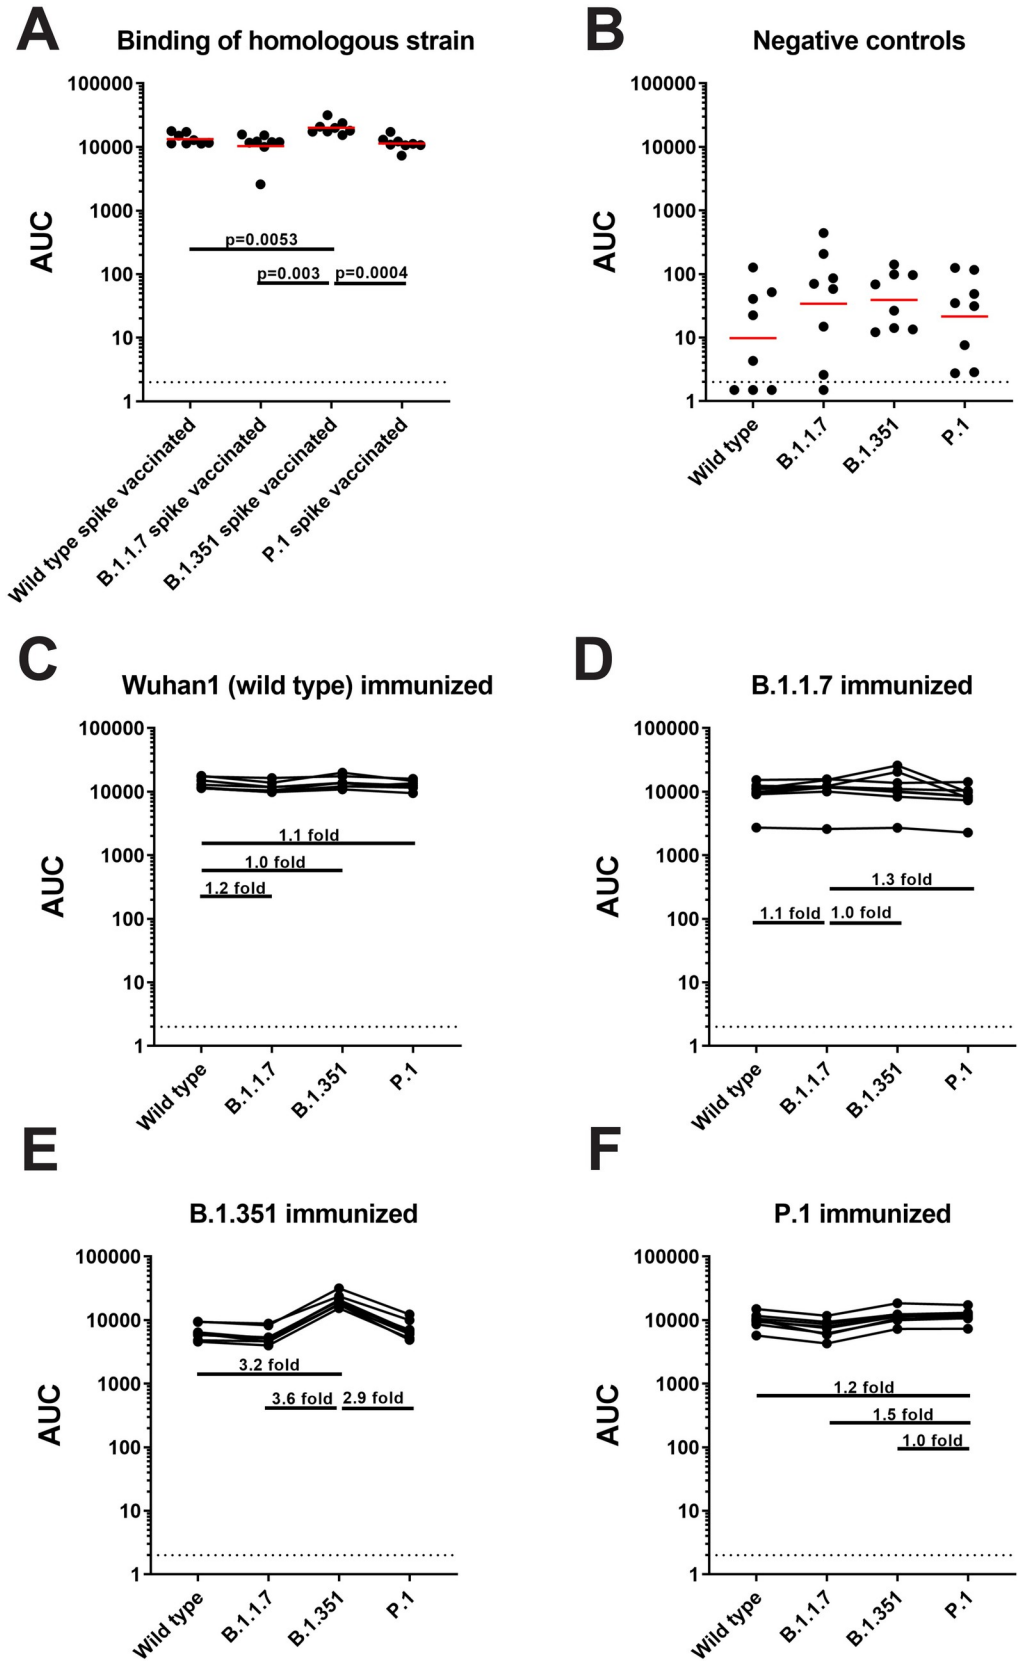 A
Binding of homologous strain
100000
10000
1000
100
10
1
AUC
p=0.0053
p=0.003
p=0.0004
Wild type spike vaccinated
B.1.1.7 spike vaccinated
B.1.351 spike vaccinated
P.1 spike vaccinated
B
Negative controls
100000
10000
1000
100
10
1
AUC
Wild type
B.1.1.7
B.1.351
P.1
C
Wuhan1 (wild type) immunized
100000
10000
1000
100
10
1
AUC
1.1 fold
1.0 fold
1.2 fold
Wild type
B.1.1.7
B.1.351
P.1
D
B.1.1.7 immunized
100000
10000
1000
100
10
1
AUC
1.3 fold
1.1 fold
1.0 fold
Wild type
B.1.1.7
B.1.351
P.1
E
B.1.351 immunized
100000
10000
1000
100
10
1
AUC
3.2 fold
3.6 fold
2.9 fold
Wild type
B.1.1.7
B.1.351
P.1
F
P.1 immunized
100000
10000
1000
100
10
1
AUC
1.2 fold
1.5 fold
1.0 fold
Wild type
B.1.1.7
B.1.351
P.1